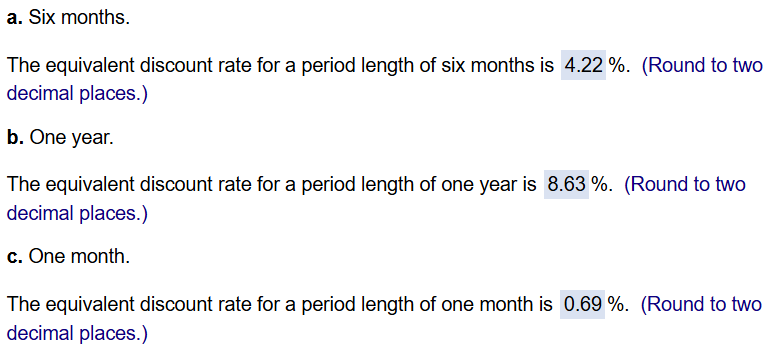 a. Six months.
The equivalent discount rate for a period length of six months is 4.22 %. (Round to two
decimal places.)
b. One year.
The equivalent discount rate for a period length of one year is 8.63 %. (Round to two
decimal places.)
c. One month.
The equivalent discount rate for a period length of one month is 0.69 %. (Round to two
decimal places.)